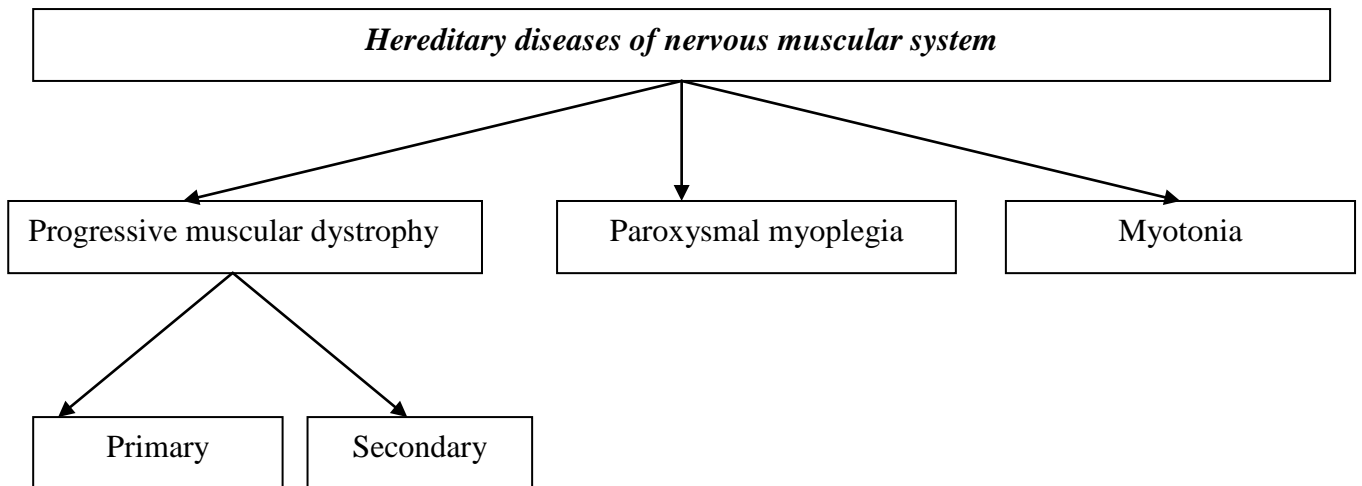 Hereditary diseases of nervous muscular system
Progressive muscular dystrophy
Paroxysmal myoplegia
Myotonia
Primary
Secondary